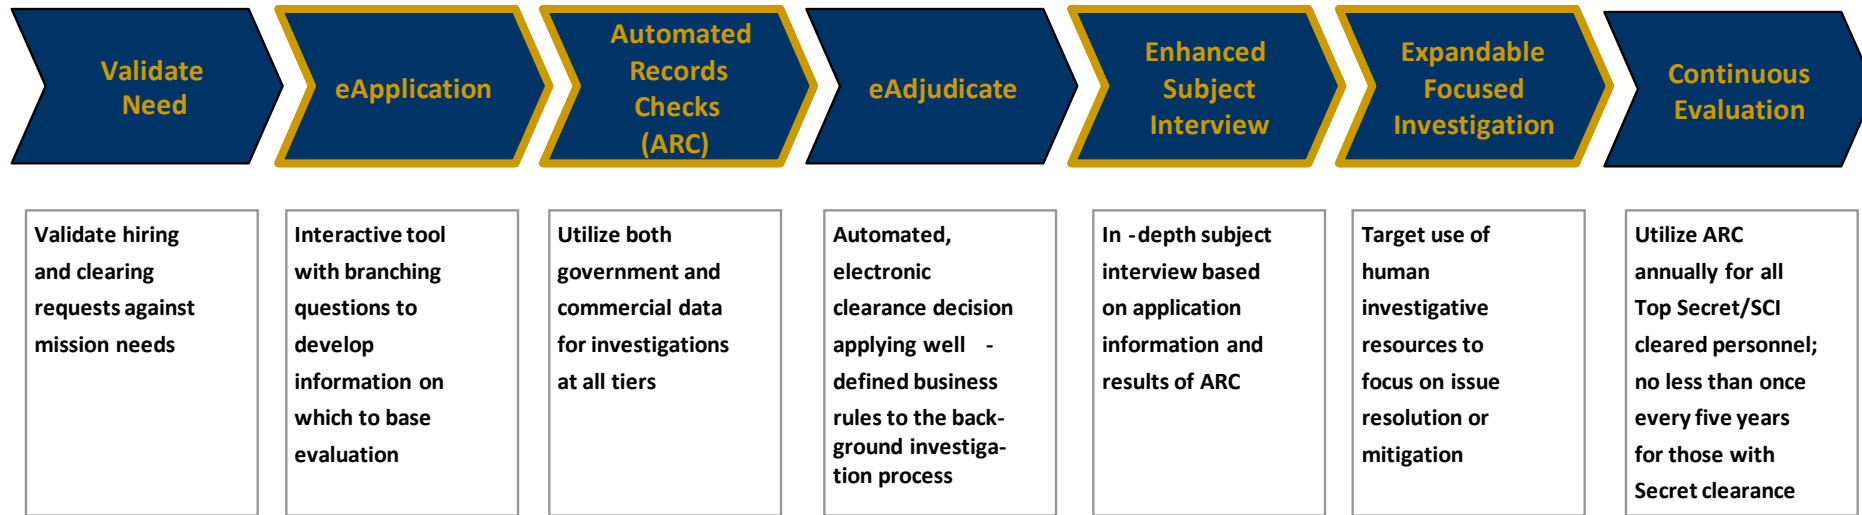 Validate
Need
eApplication
Automated
Records
Checks
(ARC)
eAdjudicate
Enhanced
Subject
Interview
Expandable
Focused
Investigation
Continuous
Evaluation
Validate hiring
and clearing
requests against
mission needs
Interactive tool
with branching
questions to
develop
information on
which to base
evaluation
Utilize both
government and
commercial data
for investigations
at all tiers
Automated,
electronic
clearance decision
applying well -
defined business
rules to the back-
ground investiga-
tion process
In -depth subject
interview based
on application
information and
results of ARC
Target use of
human
investigative
resources to
focus on issue
resolution or
mitigation
Utilize ARC
annually for all
Top Secret/SCI
cleared personnel;
no less than once
every five years
for those with
Secret clearance